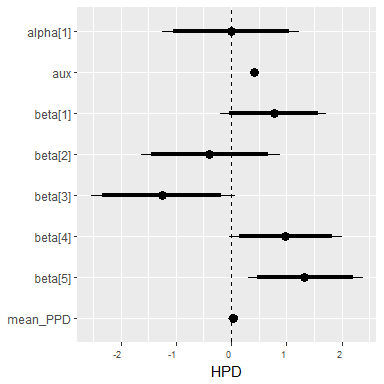 alpha[1]
aux
beta[1]
beta[2]
beta[3]
beta[4]
beta[5]
mean_PPD
-2 -1 0 1 2
HPD